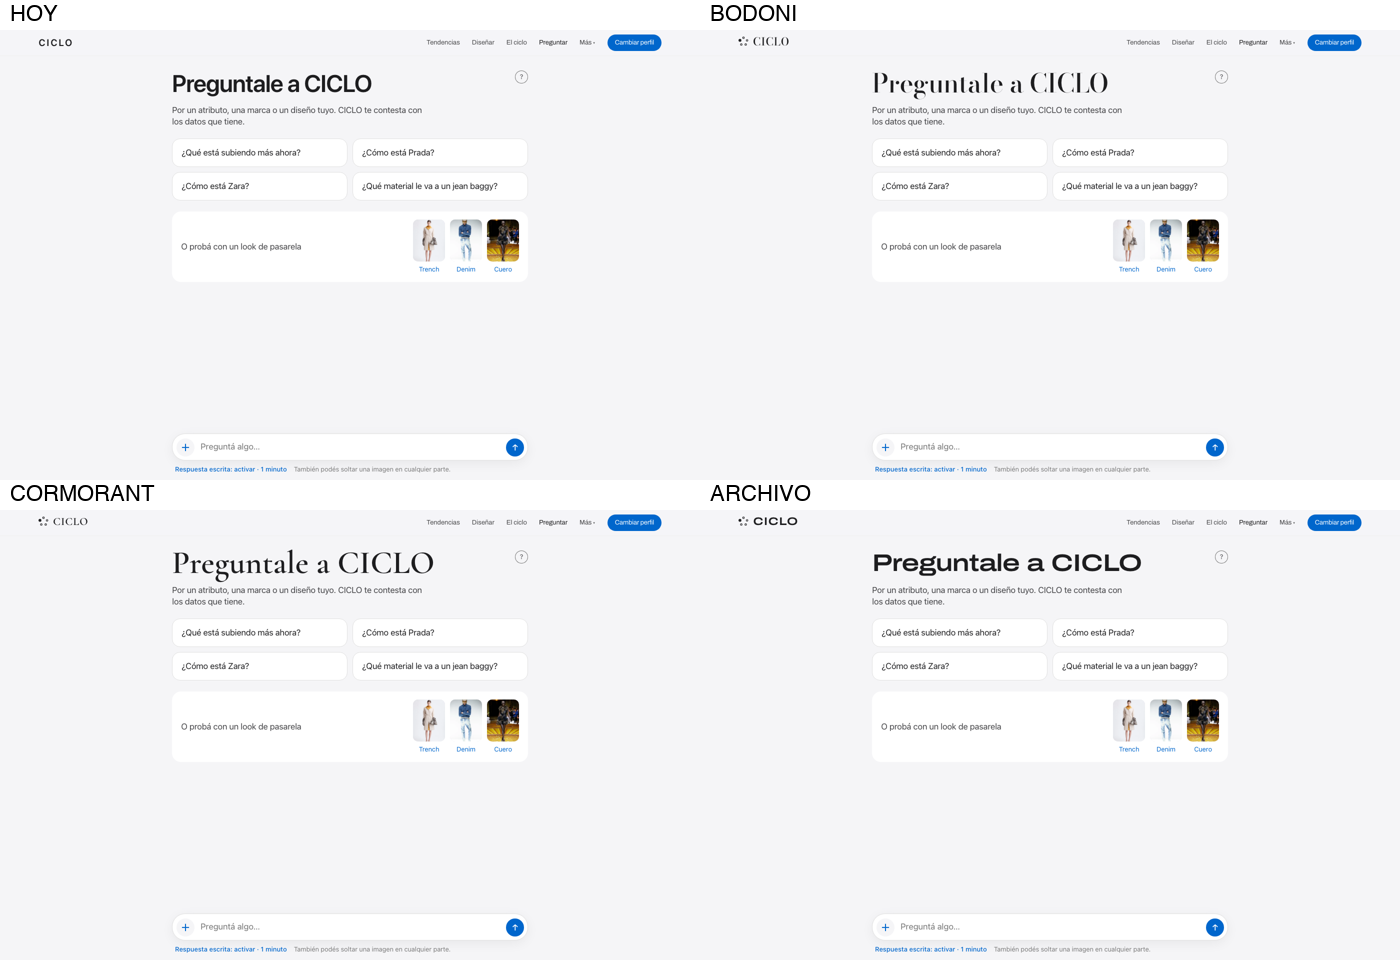 HOY
CICLO
Tendencias Diseñar El ciclo Preguntar Más Cambiar perfil
Preguntale a CICLO
?
Por un atributo, una marca o un diseño tuyo. CICLO te contesta con
los datos que tiene.
¿Qué está subiendo más ahora? ¿Cómo está Prada?
¿Cómo está Zara? ¿Qué material le va a un jean baggy?
O probá con un look de pasarela
Trench Denim Cuero
Preguntá algo...
Respuesta escrita: activar · 1 minuto También podés soltar una imagen en cualquier parte.
BODONI
CICLO
Tendencias Diseñar El ciclo Preguntar Más Cambiar perfil
Preguntale a CICLO
?
Por un atributo, una marca o un diseño tuyo. CICLO te contesta con
los datos que tiene.
¿Qué está subiendo más ahora? ¿Cómo está Prada?
¿Cómo está Zara? ¿Qué material le va a un jean baggy?
O probá con un look de pasarela
Trench Denim Cuero
Preguntá algo...
Respuesta escrita: activar · 1 minuto También podés soltar una imagen en cualquier parte.
CORMORANT
CICLO
Tendencias Diseñar El ciclo Preguntar Más Cambiar perfil
Preguntale a CICLO
?
Por un atributo, una marca o un diseño tuyo. CICLO te contesta con
los datos que tiene.
¿Qué está subiendo más ahora? ¿Cómo está Prada?
¿Cómo está Zara? ¿Qué material le va a un jean baggy?
O probá con un look de pasarela
Trench Denim Cuero
Preguntá algo...
Respuesta escrita: activar · 1 minuto También podés soltar una imagen en cualquier parte.
ARCHIVO
CICLO
Tendencias Diseñar El ciclo Preguntar Más Cambiar perfil
Preguntale a CICLO
?
Por un atributo, una marca o un diseño tuyo. CICLO te contesta con
los datos que tiene.
¿Qué está subiendo más ahora? ¿Cómo está Prada?
¿Cómo está Zara? ¿Qué material le va a un jean baggy?
O probá con un look de pasarela
Trench Denim Cuero
Preguntá algo...
Respuesta escrita: activar · 1 minuto También podés soltar una imagen en cualquier parte.